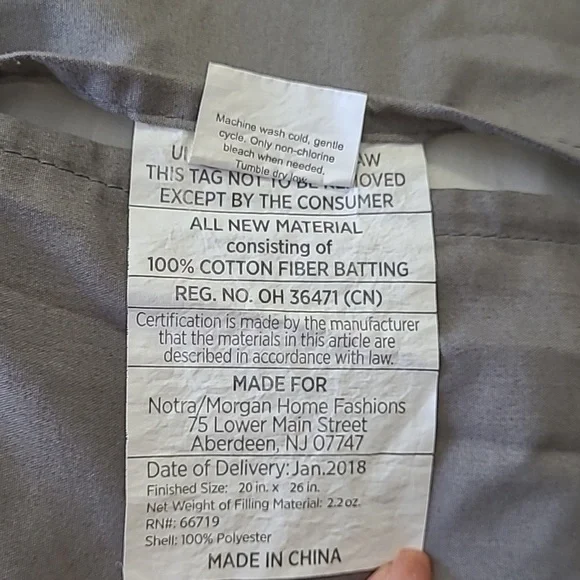 Machine wash cold, gentle
cycle. Only non-chlorine
bleach when needed.
Tumble dry low.
THIS TAG NOT TO BE REMOVED
EXCEPT BY THE CONSUMER
ALL NEW MATERIAL
consisting of
100% COTTON FIBER BATTING
REG. NO. OH 36471 (CN)
Certification is made by the manufacturer
that the materials in this article are
described in accordance with law.
MADE FOR
Notra/Morgan Home Fashions
75 Lower Main Street
Aberdeen, NJ 07747
Date of Delivery: Jan.2018
Finished Size: 20 in. x 26 in.
Net Weight of Filling Material: 2.2 oz.
RN#: 66719
Shell: 100% Polyester
MADE IN CHINA